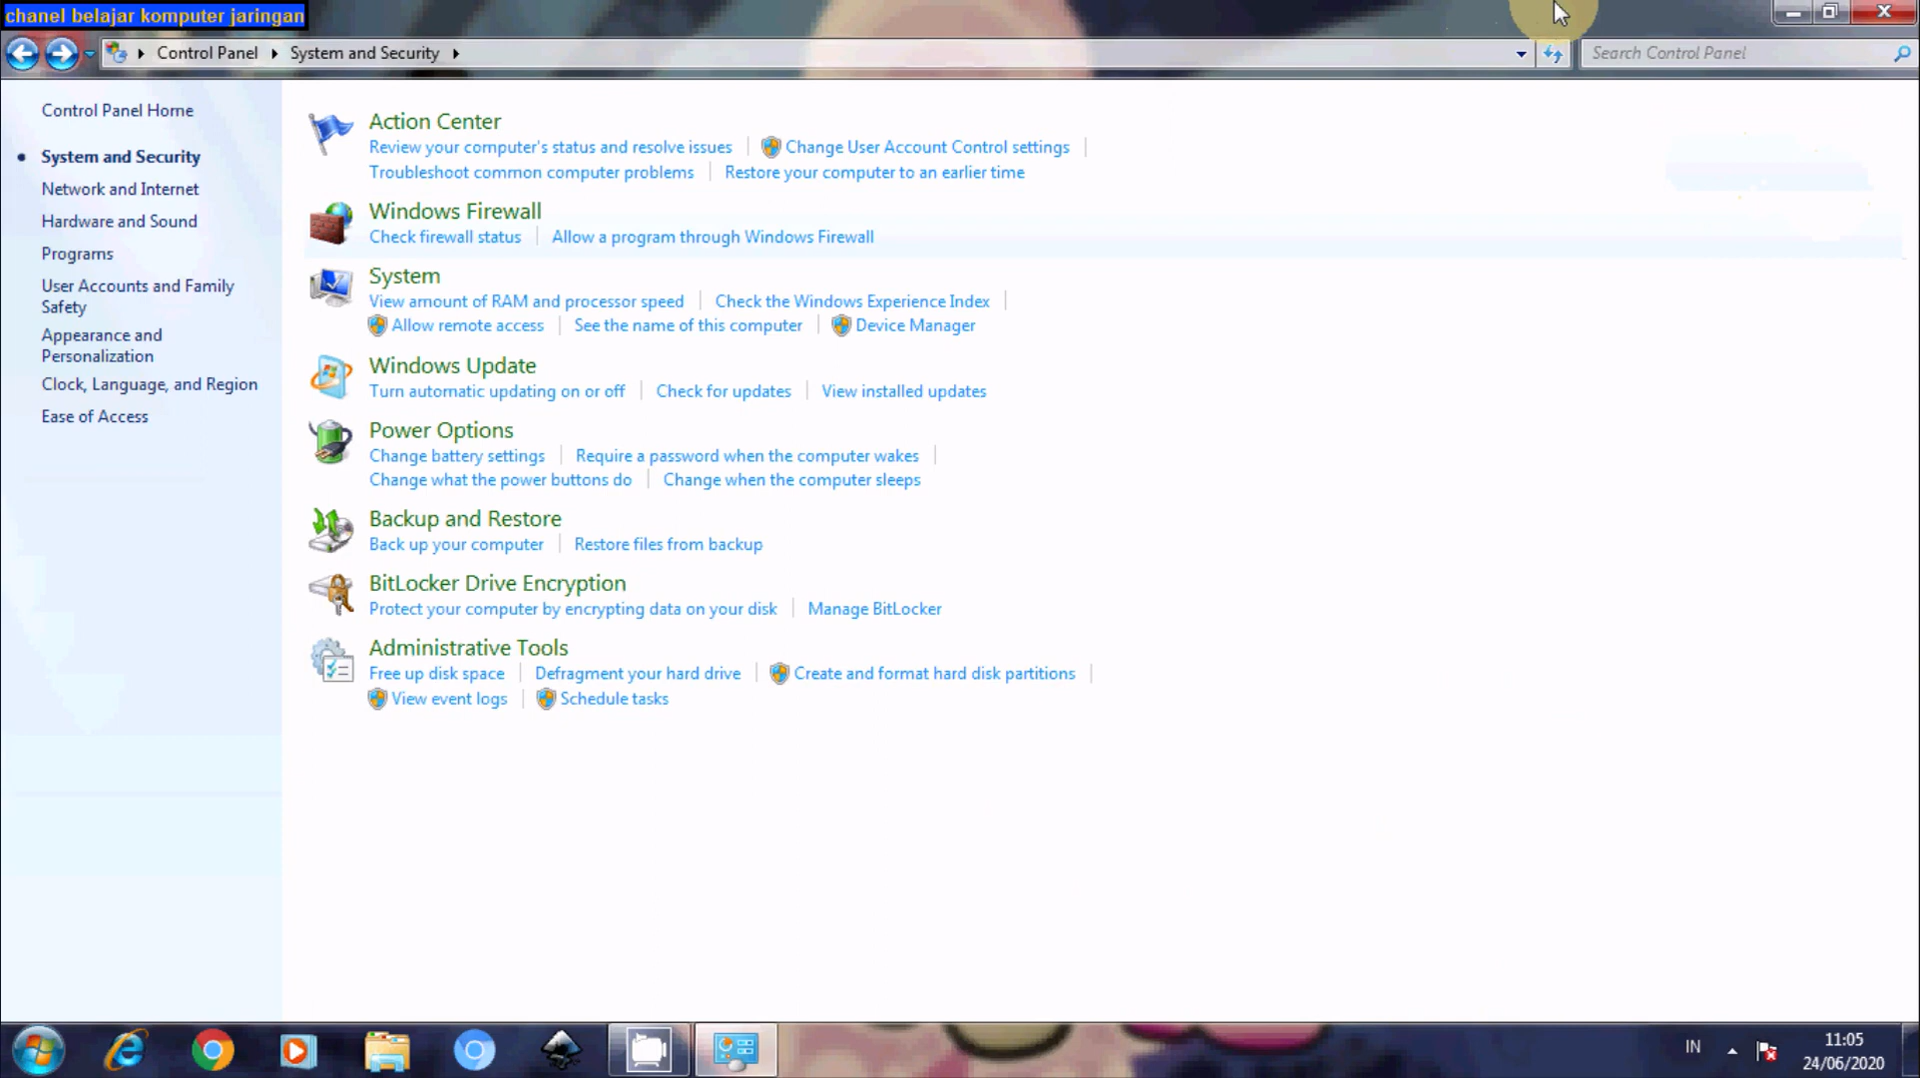 chanel belajar komputer jaringan
Control Panel
System and Security
Search Control Panel
Control Panel Home
System and Security
Network and Internet
Hardware and Sound
Programs
User Accounts and Family
Safety
Appearance and
Personalization
Clock, Language, and Region
Ease of Access
Action Center
Review your computer's status and resolve issues
Change User Account Control settings
Troubleshoot common computer problems
Restore your computer to an earlier time
Windows Firewall
Check firewall status
Allow a program through Windows Firewall
System
View amount of RAM and processor speed
Check the Windows Experience Index
Allow remote access
See the name of this computer
Device Manager
Windows Update
Turn automatic updating on or off
Check for updates
View installed updates
Power Options
Change battery settings
Require a password when the computer wakes
Change what the power buttons do
Change when the computer sleeps
Backup and Restore
Back up your computer
Restore files from backup
BitLocker Drive Encryption
Protect your computer by encrypting data on your disk
Manage BitLocker
Administrative Tools
Free up disk space
Defragment your hard drive
Create and format hard disk partitions
View event logs
Schedule tasks
IN
11:05
24/06/2020